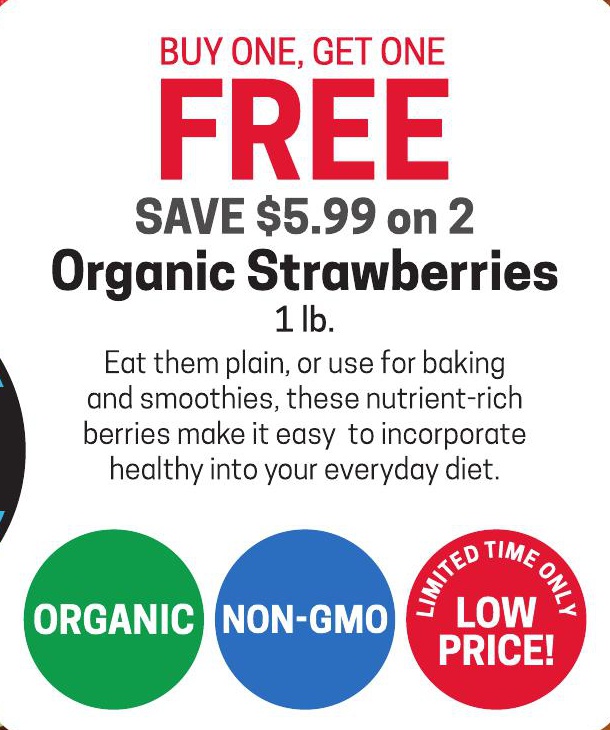 BUY ONE, GET ONE
FREE
SAVE $5.99 on 2
Organic Strawberries
1 lb.
Eat them plain, or use for baking
and smoothies, these nutrient-rich
berries make it easy to incorporate
healthy into your everyday diet.
ORGANIC
NON-GMO
LIMITED TIME ONLY
LOW
PRICE!